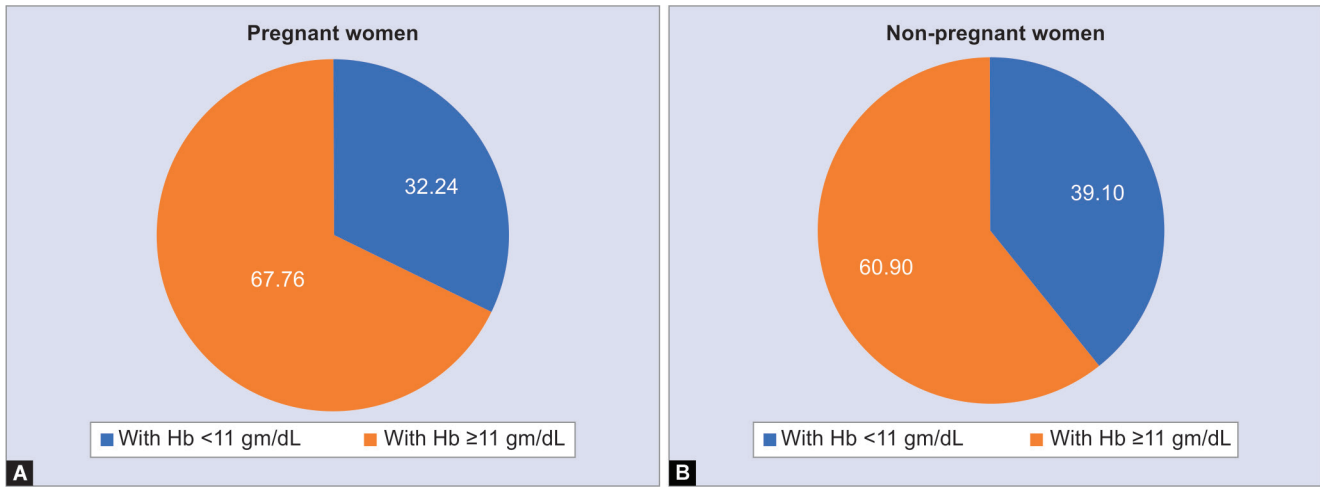 Pregnant women
32.24
67.76
With Hb <11 gm/dL
With Hb ≥11 gm/dL
A
Non-pregnant women
39.10
60.90
With Hb <11 gm/dL
With Hb ≥11 gm/dL
B